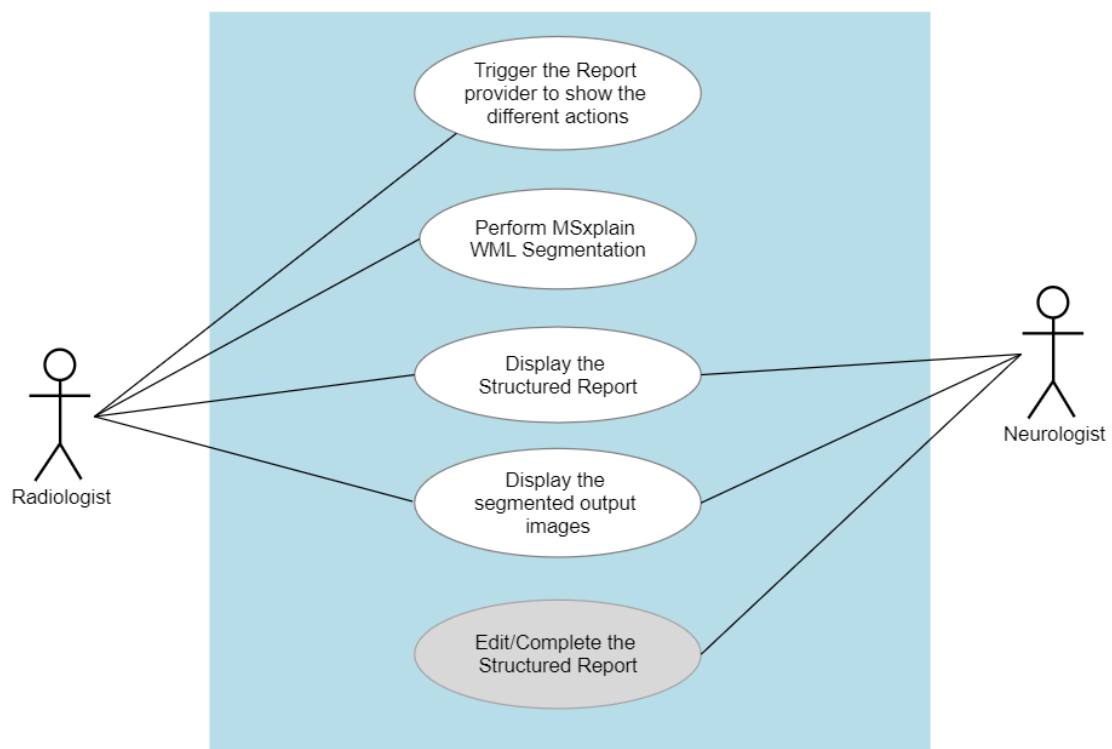 Trigger the Report
provider to show the
different actions
Perform MSxplain
WML Segmentation
Display the
Structured Report
Neurologist
Display the
segmented output
images
Radiologist
Edit/Complete the
Structured Report